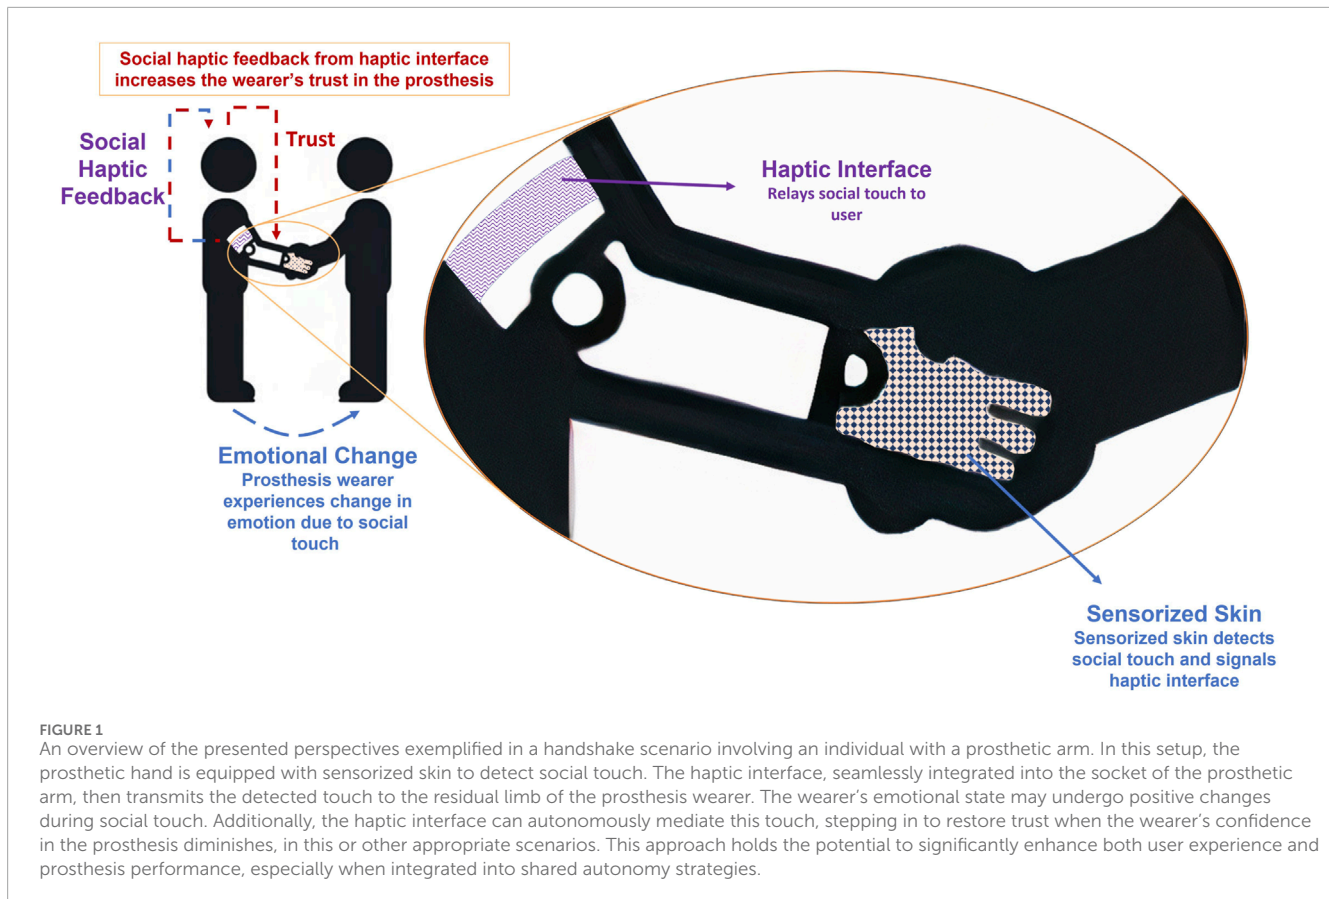 Social haptic feedback from haptic interface
increases the wearer's trust in the prosthesis
Social
Haptic
Feedback
Trust
Haptic Interface
Relays social touch to
user
Emotional Change
Prosthesis wearer
experiences change in
emotion due to social
touch
Sensorized Skin
Sensorized skin detects
social touch and signals
haptic interface
FIGURE 1
An overview of the presented perspectives exemplified in a handshake scenario involving an individual with a prosthetic arm. In this setup, the
prosthetic hand is equipped with sensorized skin to detect social touch. The haptic interface, seamlessly integrated into the socket of the prosthetic
arm, then transmits the detected touch to the residual limb of the prosthesis wearer. The wearer's emotional state may undergo positive changes
during social touch. Additionally, the haptic interface can autonomously mediate this touch, stepping in to restore trust when the wearer's confidence
in the prosthesis diminishes, in this or other appropriate scenarios. This approach holds the potential to significantly enhance both user experience and
prosthesis performance, especially when integrated into shared autonomy strategies.